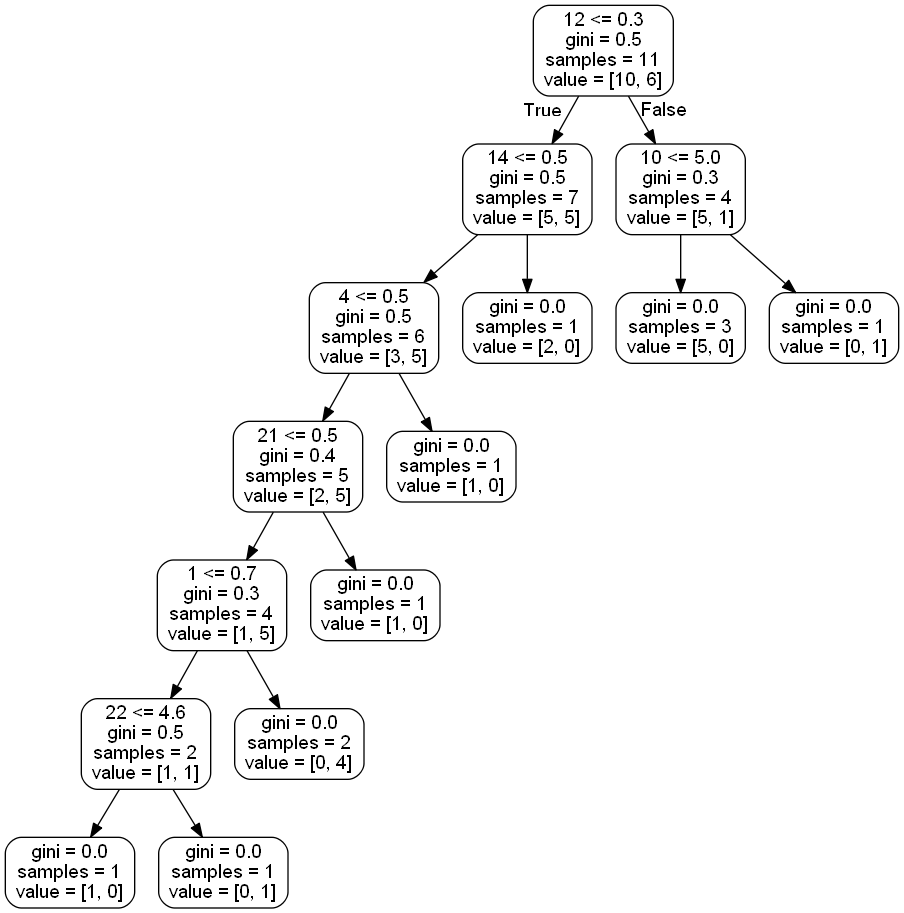 12 <= 0.3
gini = 0.5
samples = 11
value = [10, 6]
True
False
14 <= 0.5
gini = 0.5
samples = 7
value = [5, 5]
10 <= 5.0
gini = 0.3
samples = 4
value = [5, 1]
4 <= 0.5
gini = 0.5
samples = 6
value = [3, 5]
gini = 0.0
samples = 1
value = [2, 0]
gini = 0.0
samples = 3
value = [5, 0]
gini = 0.0
samples = 1
value = [0, 1]
21 <= 0.5
gini = 0.4
samples = 5
value = [2, 5]
gini = 0.0
samples = 1
value = [1, 0]
1 <= 0.7
gini = 0.3
samples = 4
value = [1, 5]
gini = 0.0
samples = 1
value = [1, 0]
22 <= 4.6
gini = 0.5
samples = 2
value = [1, 1]
gini = 0.0
samples = 2
value = [0, 4]
gini = 0.0
samples = 1
value = [1, 0]
gini = 0.0
samples = 1
value = [0, 1]